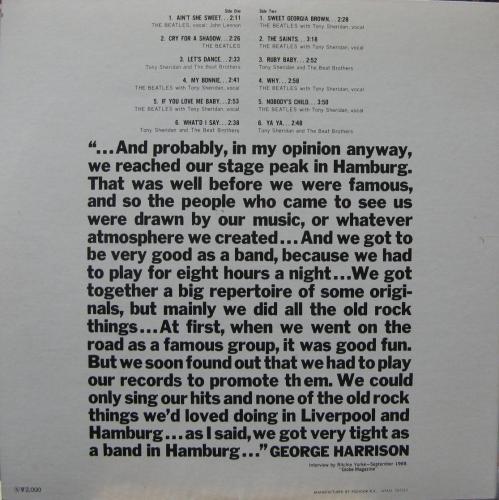 Side One
1. AIN'T SHE SWEET...2:11
THE BEATLES, vocal: John Lennon
2. CRY FOR A SHADOW...2:26
THE BEATLES
3. LET'S DANCE...2:33
Tony Sheridan and The Beat Brothers
4. MY BONNIE...2:41
THE BEATLES with Tony Sheridan, vocal
5. IF YOU LOVE ME BABY...2:53
THE BEATLES with Tony Sheridan, vocal
6. WHAT'D I SAY...2:38
Tony Sheridan and The Beat Brothers
Side Two
1. SWEET GEORGIA BROWN...2:28
THE BEATLES with Tony Sheridan, vocal
2. THE SAINTS...3:18
THE BEATLES with Tony Sheridan, vocal
3. RUBY BABY...2:52
Tony Sheridan and The Beat Brothers
4. WHY...2:58
THE BEATLES with Tony Sheridan, vocal
5. NOBODY'S CHILD...3:50
THE BEATLES with Tony Sheridan, vocal
6. YA YA...2:48
Tony Sheridan and The Beat Brothers
“...And probably, in my opinion anyway,
we reached our stage peak in Hamburg.
That was well before we were famous,
and so the people who came to see us
were drawn by our music, or whatever
atmosphere we created...And we got to
be very good as a band, because we had
to play for eight hours a night...We got
together a big repertoire of some origi-
nals, but mainly we did all the old rock
things...At first, when we went on the
road as a famous group, it was good fun.
But we soon found out that we had to play
our records to promote them. We could
only sing our hits and none of the old rock
things we'd loved doing in Liverpool and
Hamburg...as I said, we got very tight as
a band in Hamburg...” GEORGE HARRISON
Interview by Ritchie Yorke—September 1969
"Globe Magazine"
¥2,000
MANUFACTURED BY POLYDOR K.K.